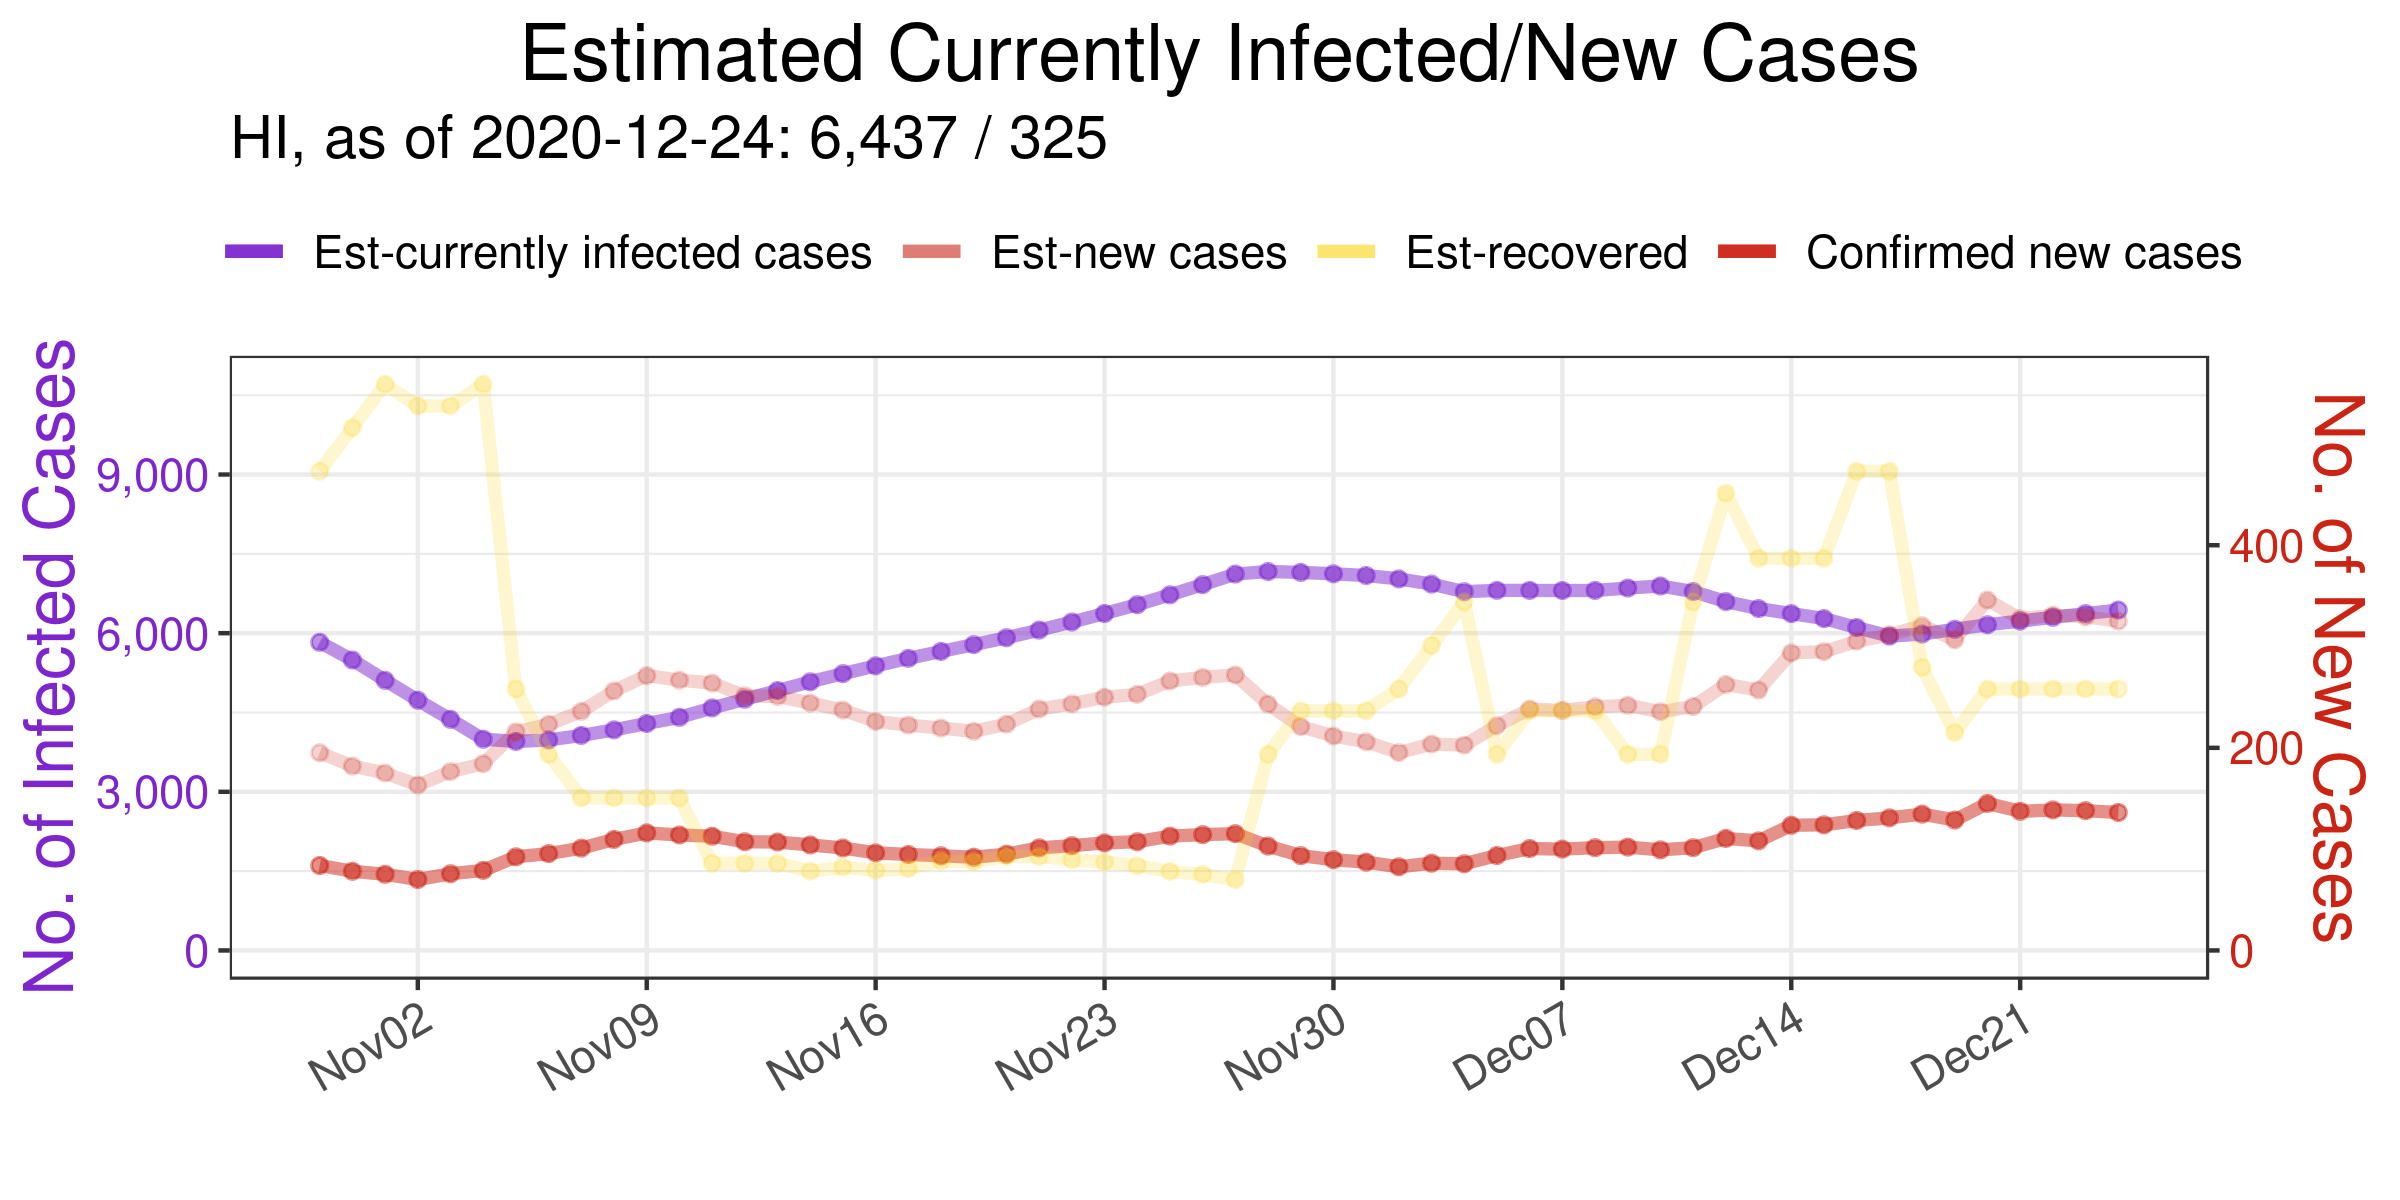 Estimated Currently Infected/New Cases
HI, as of 2020-12-24: 6,437 / 325
Est-currently infected cases Est-new cases Est-recovered Confirmed new cases
No. of Infected Cases
9,000
6,000
3,000
0
400
200
0
No. of New Cases
Nov02 Nov09 Nov16 Nov23 Nov30 Dec07 Dec14 Dec21